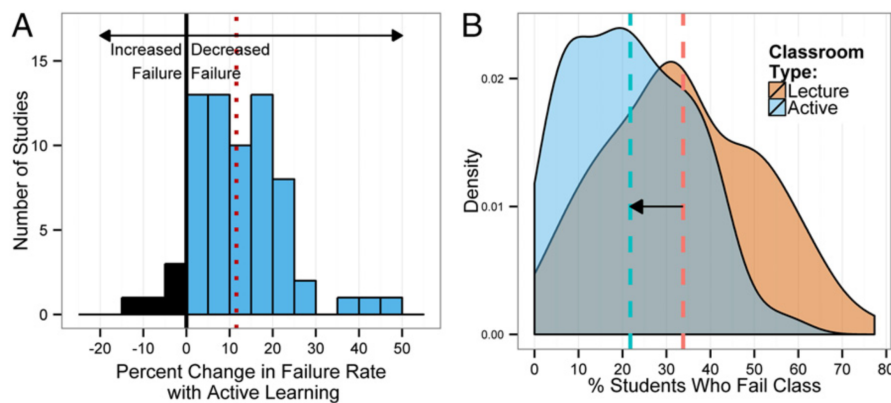 A
Increased Decreased
Failure Failure
15
10
5
0
Number of Studies
-20 -10 0 10 20 30 40 50
Percent Change in Failure Rate
with Active Learning
B
Classroom
Type:
Lecture
Active
0.02
0.01
0.00
Density
0 10 20 30 40 50 60 70 80
% Students Who Fail Class